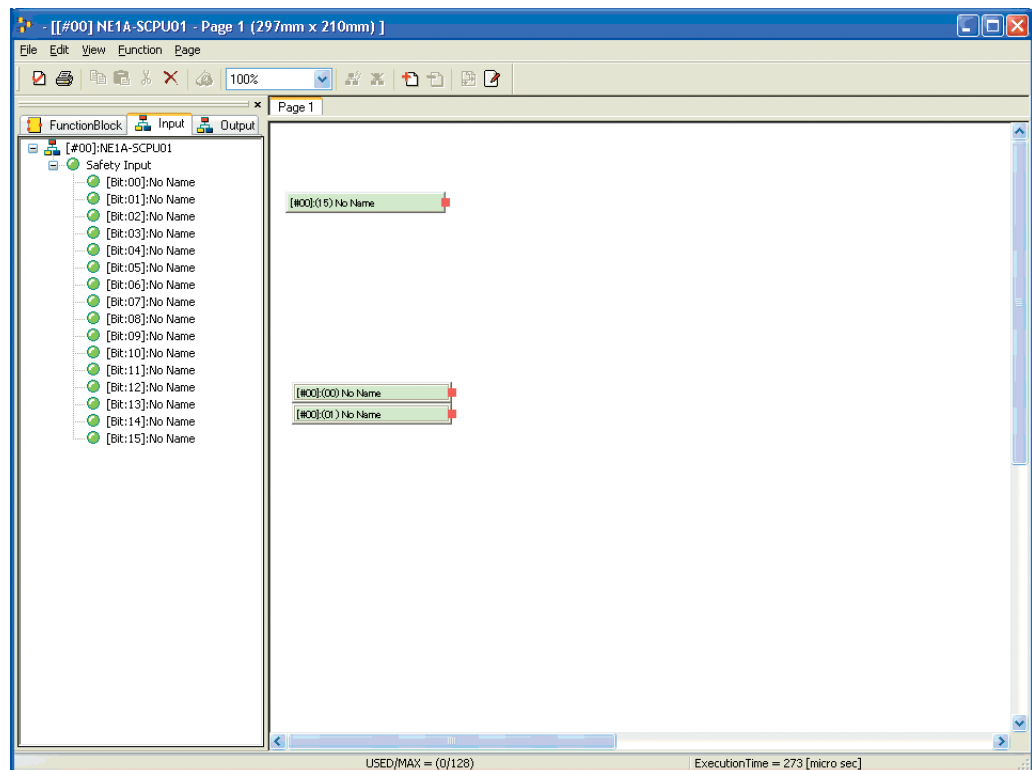 - [[#00] NE1A-SCPU01 - Page 1 (297mm x 210mm) ]
File Edit View Function Page
100%
FunctionBlock Input Output
[#00]:NE1A-SCPU01
Safety Input
[Bit:00]:No Name
[Bit:01]:No Name
[Bit:02]:No Name
[Bit:03]:No Name
[Bit:04]:No Name
[Bit:05]:No Name
[Bit:06]:No Name
[Bit:07]:No Name
[Bit:08]:No Name
[Bit:09]:No Name
[Bit:10]:No Name
[Bit:11]:No Name
[Bit:12]:No Name
[Bit:13]:No Name
[Bit:14]:No Name
[Bit:15]:No Name
Page 1
[#00]:(15) No Name
[#00]:(00) No Name
[#00]:(01) No Name
USED/MAX = (0/128)
ExecutionTime = 273 [micro sec]